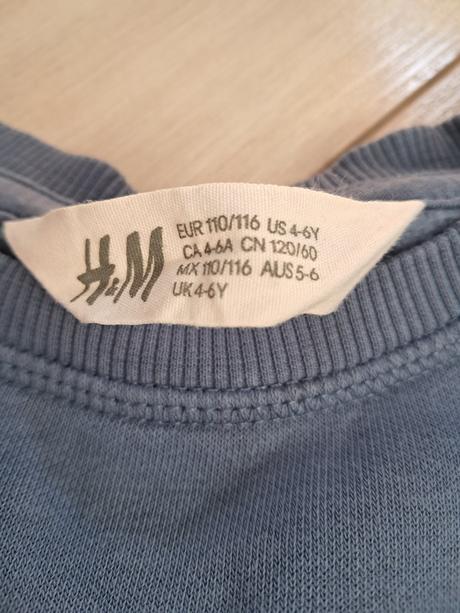 H&M
EUR 110/116 US 4-6Y
CA 4-6A CN 120/60
MX 110/116 AUS 5-6
UK 4-6Y